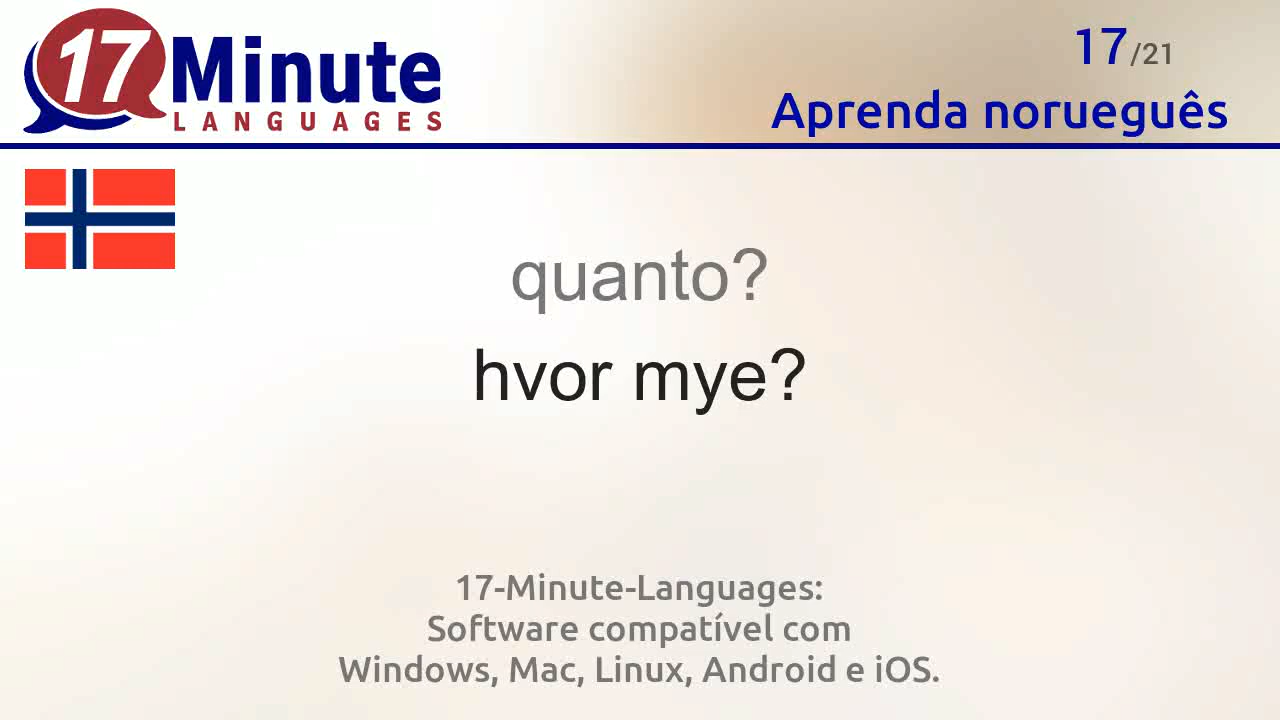 17 Minute
LANGUAGES
17/21
Aprenda norueguês
quanto?
hvor mye?
17-Minute-Languages:
Software compatível com
Windows, Mac, Linux, Android e iOS.